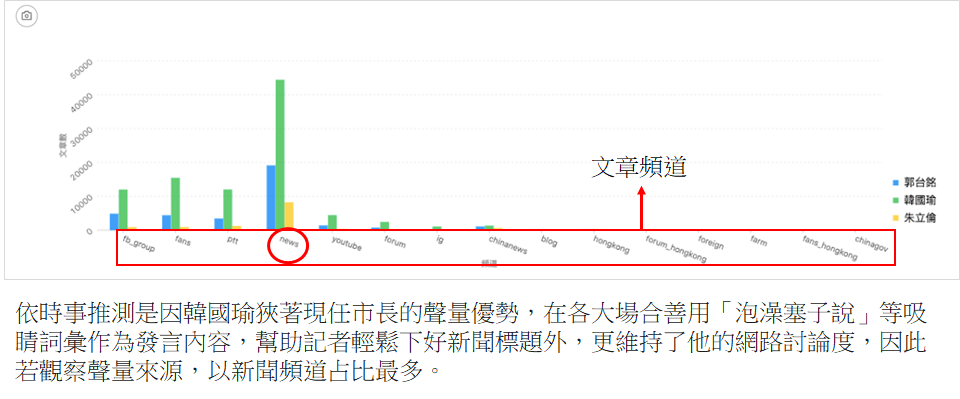 50000
40000
30000
20000
10000
0
文章數
文章頻道
郭台銘
韓國瑜
朱立倫
fb_group
fans
ptt
news
youtube
forum
ig
chinanews
blog
hongkong
forum_hongkong
foreign
farm
fans_hongkong
chinagov
頻道
依時事推測是因韓國瑜狹著現任市長的聲量優勢，在各大場合善用「泡澡塞子說」等吸
睛詞彙作為發言內容，幫助記者輕鬆下好新聞標題外，更維持了他的網路討論度，因此
若觀察聲量來源，以新聞頻道占比最多。